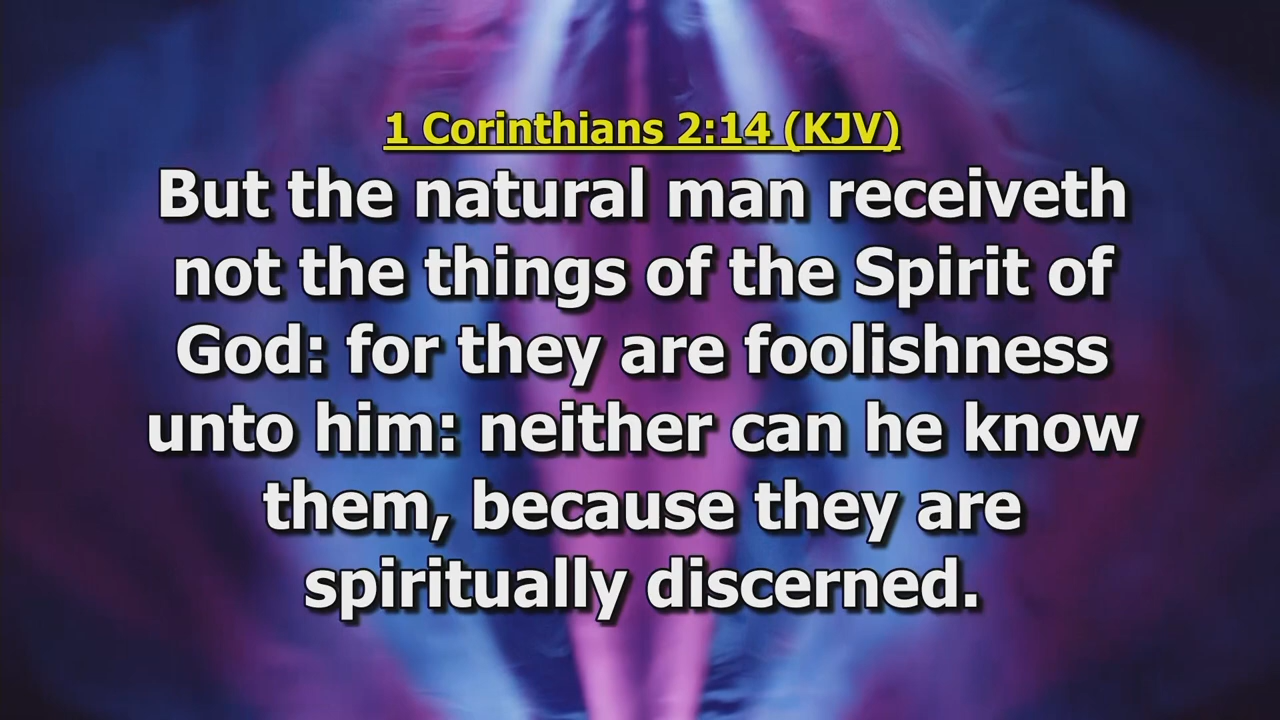 1 Corinthians 2:14 (KJV)
But the natural man receiveth
not the things of the Spirit of
God: for they are foolishness
unto him: neither can he know
them, because they are
spiritually discerned.